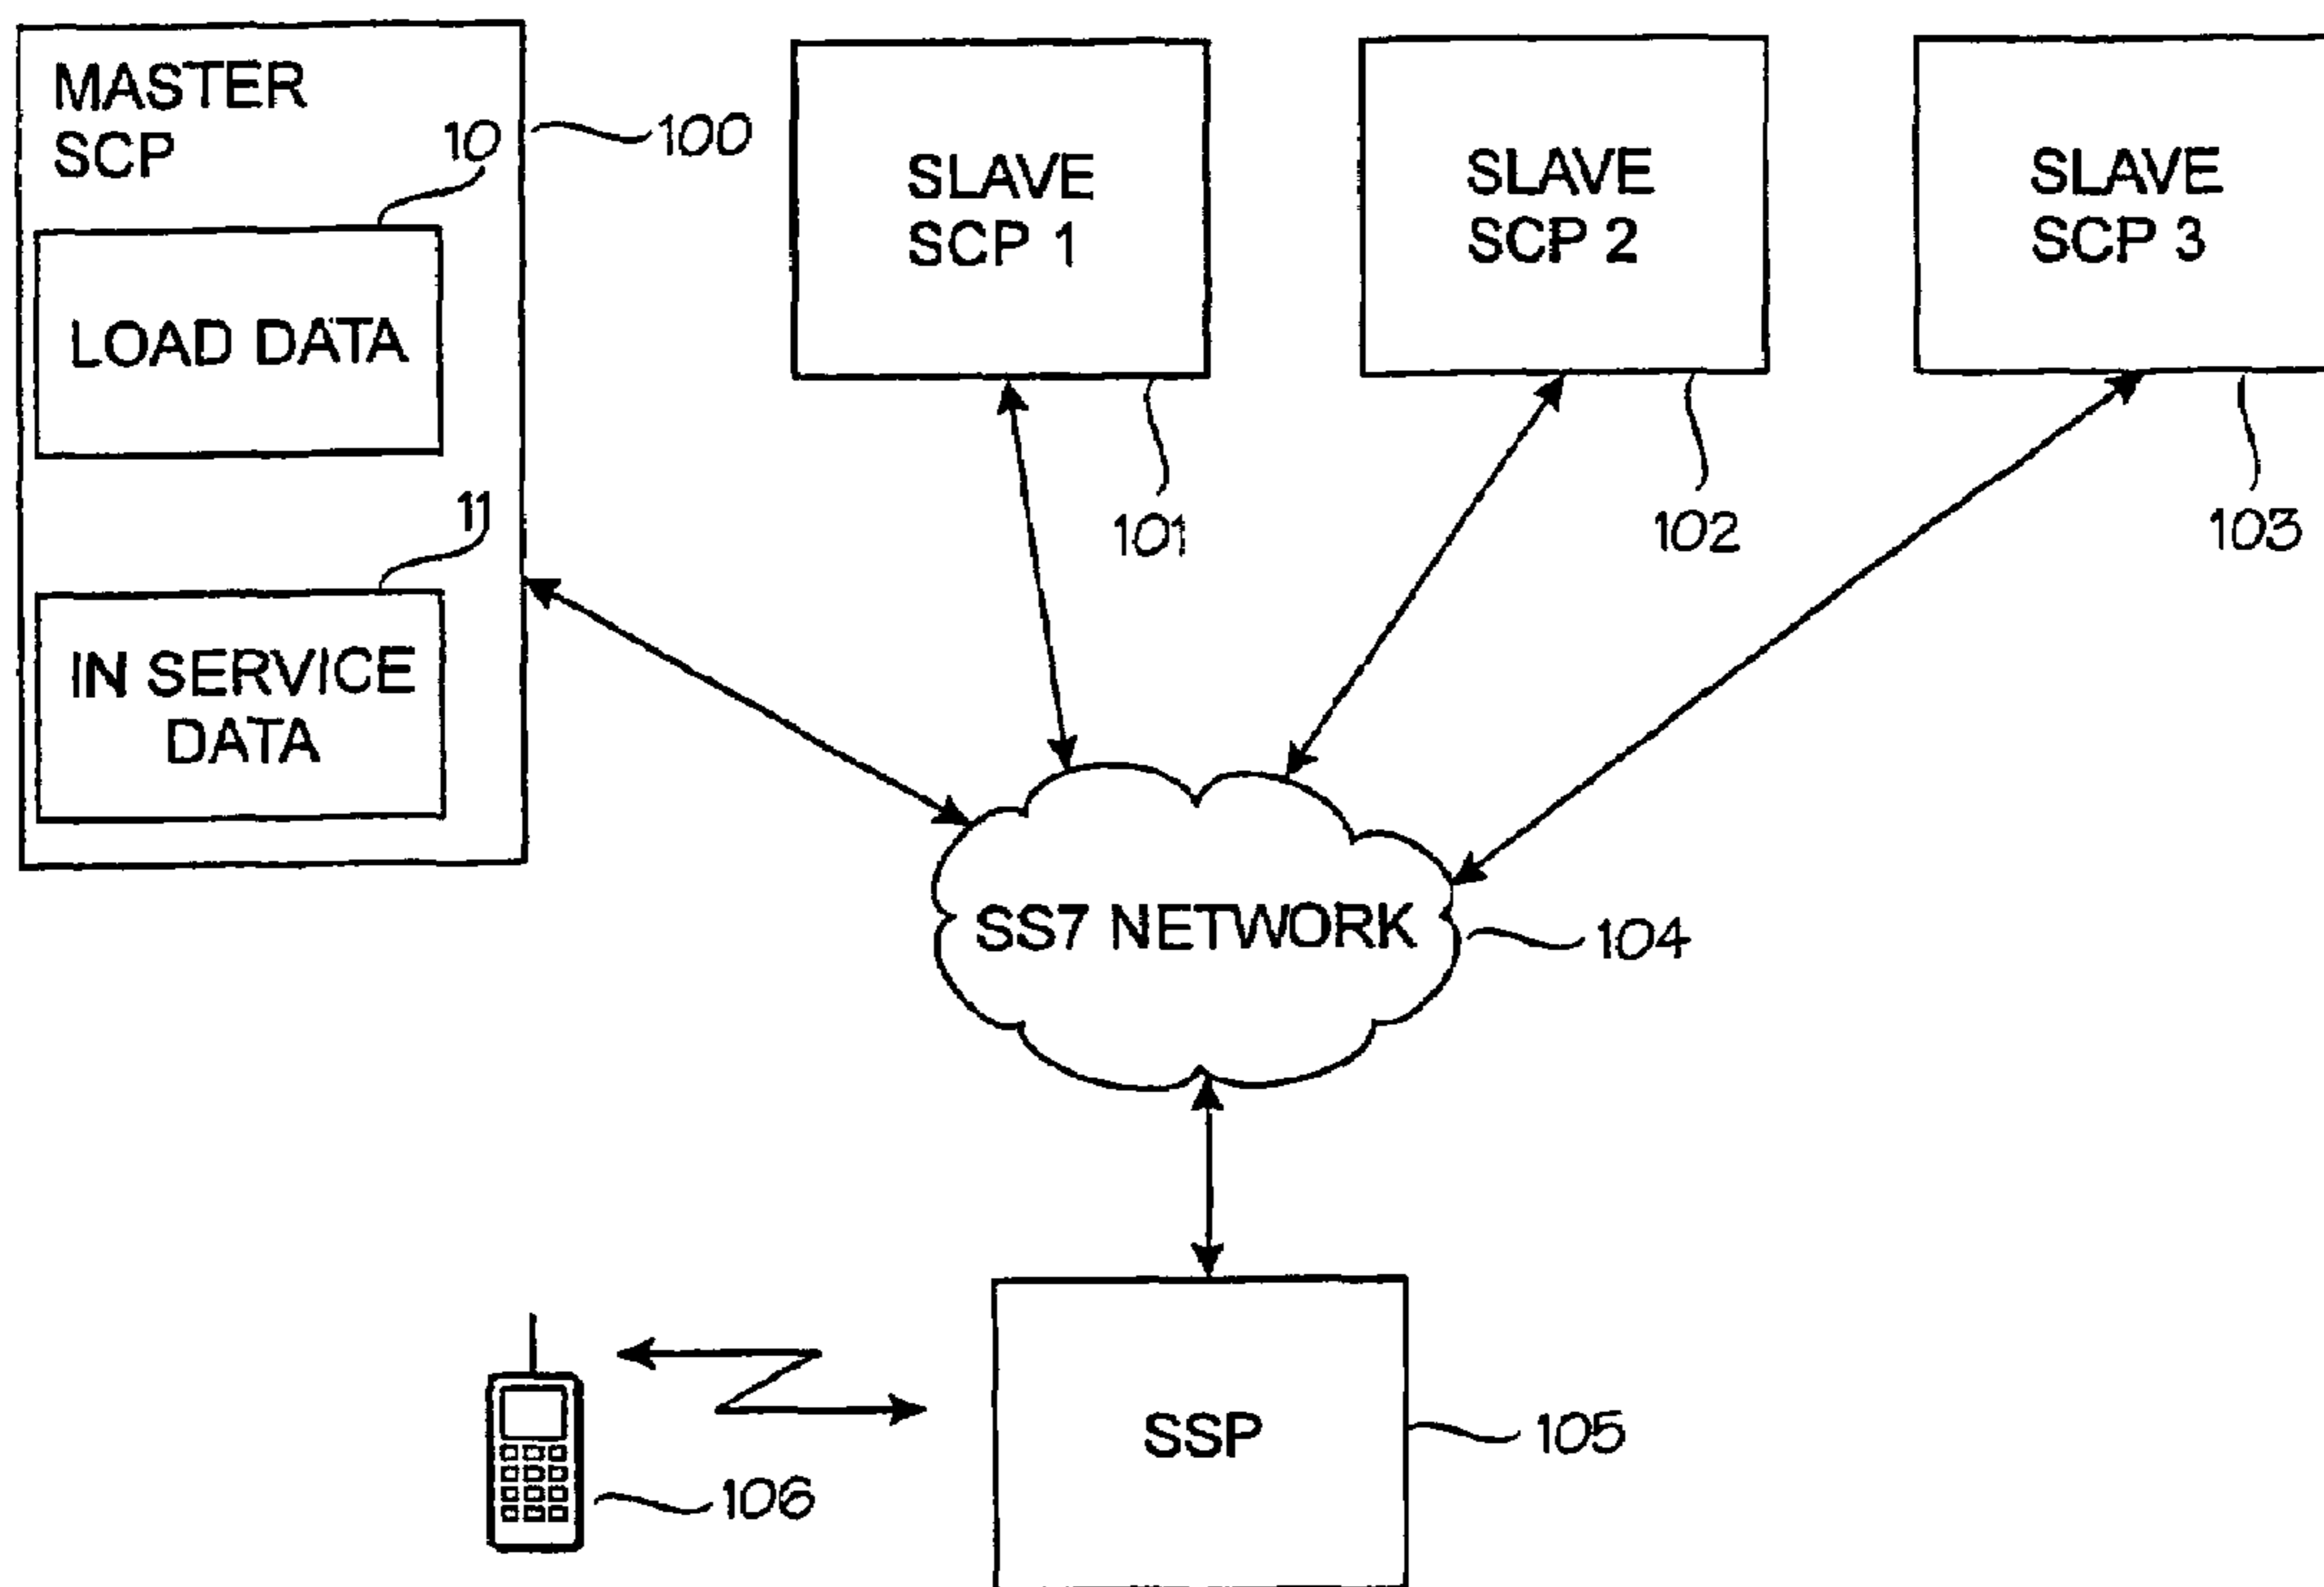 MASTER
SCP
10
100
LOAD DATA
11
IN SERVICE
DATA
SLAVE
SCP 1
101
SLAVE
SCP 2
102
SLAVE
SCP 3
103
SS7 NETWORK
104
SSP
105
106